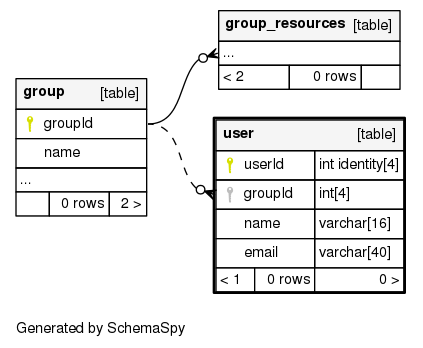 group_resources [table]
...
< 2 0 rows
group [table]
groupId
name
...
0 rows 2 >
user [table]
userId int identity[4]
groupId int[4]
name varchar[16]
email varchar[40]
< 1 0 rows 0 >
Generated by SchemaSpy